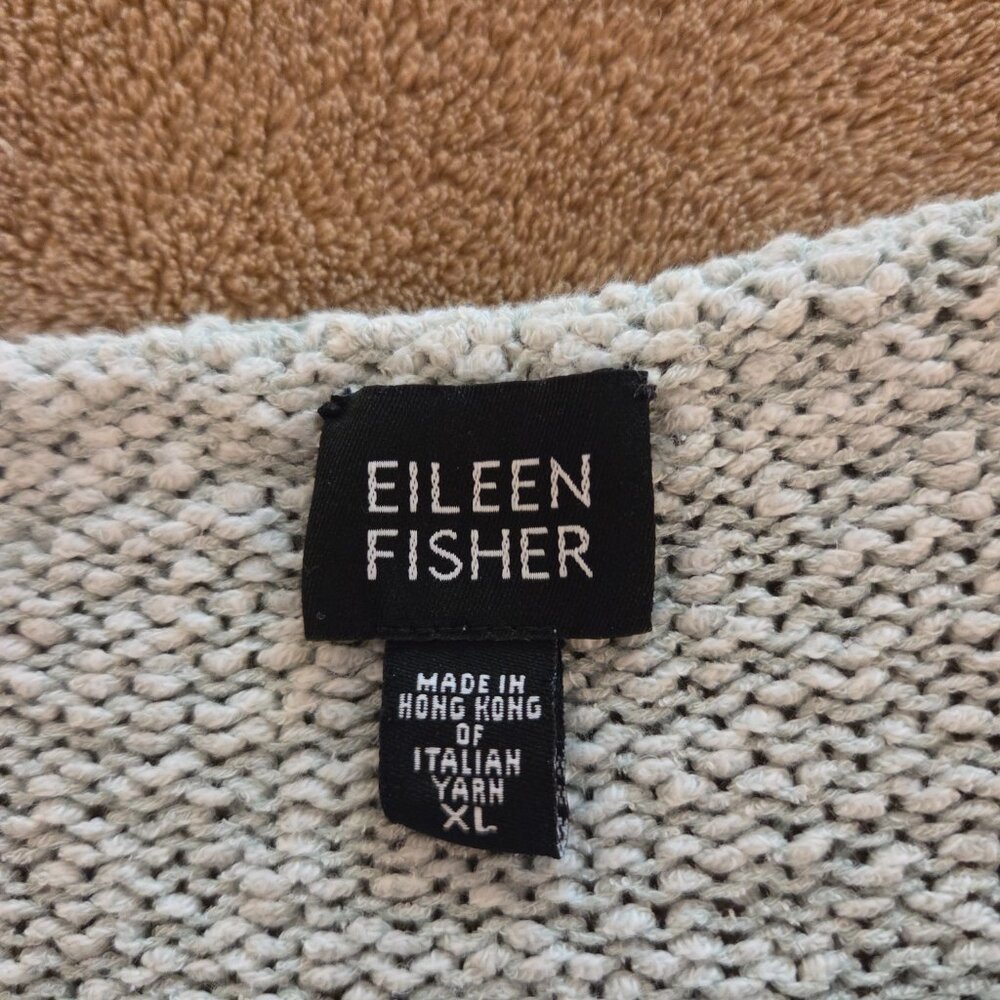 EILEEN
FISHER
MADE IN
HONG KONG
OF
ITALIAN
YARN
XL